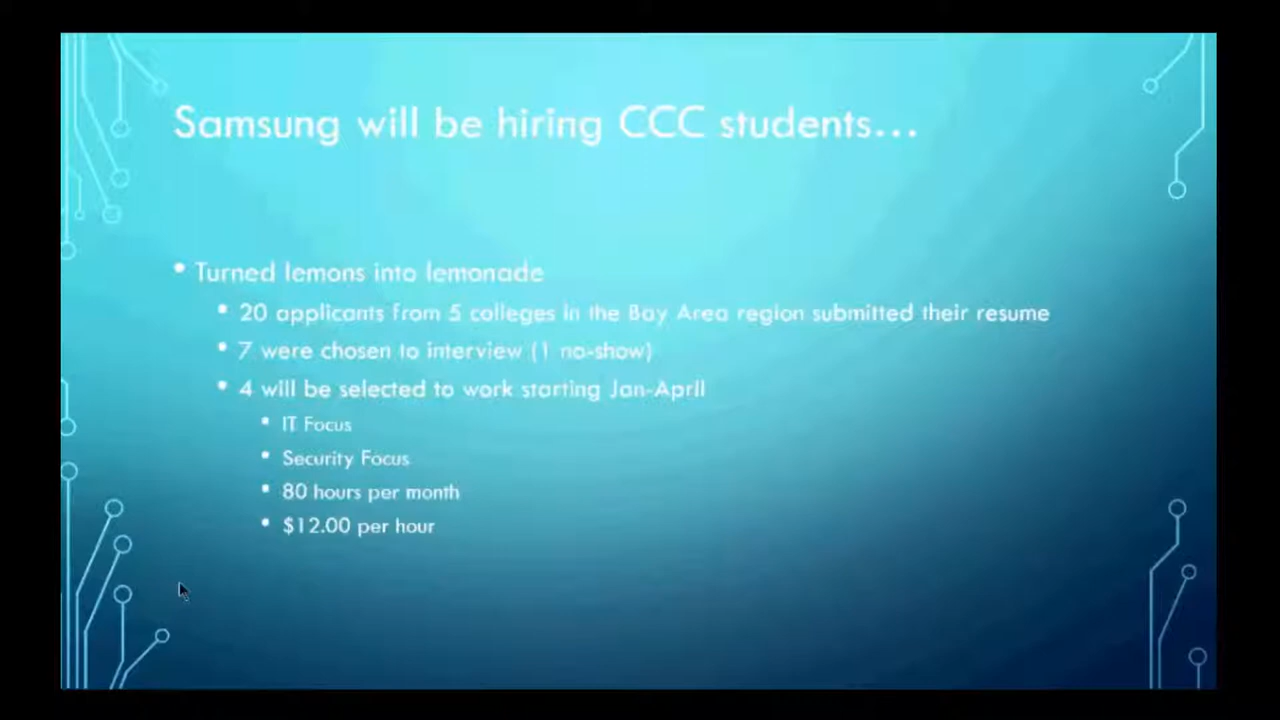 Samsung will be hiring CCC students...
• Turned lemons into lemonade
• 20 applicants from 5 colleges in the Bay Area region submitted their resume
• 7 were chosen to interview (1 no-show)
• 4 will be selected to work starting Jan-April
• IT Focus
• Security Focus
• 80 hours per month
• $12.00 per hour